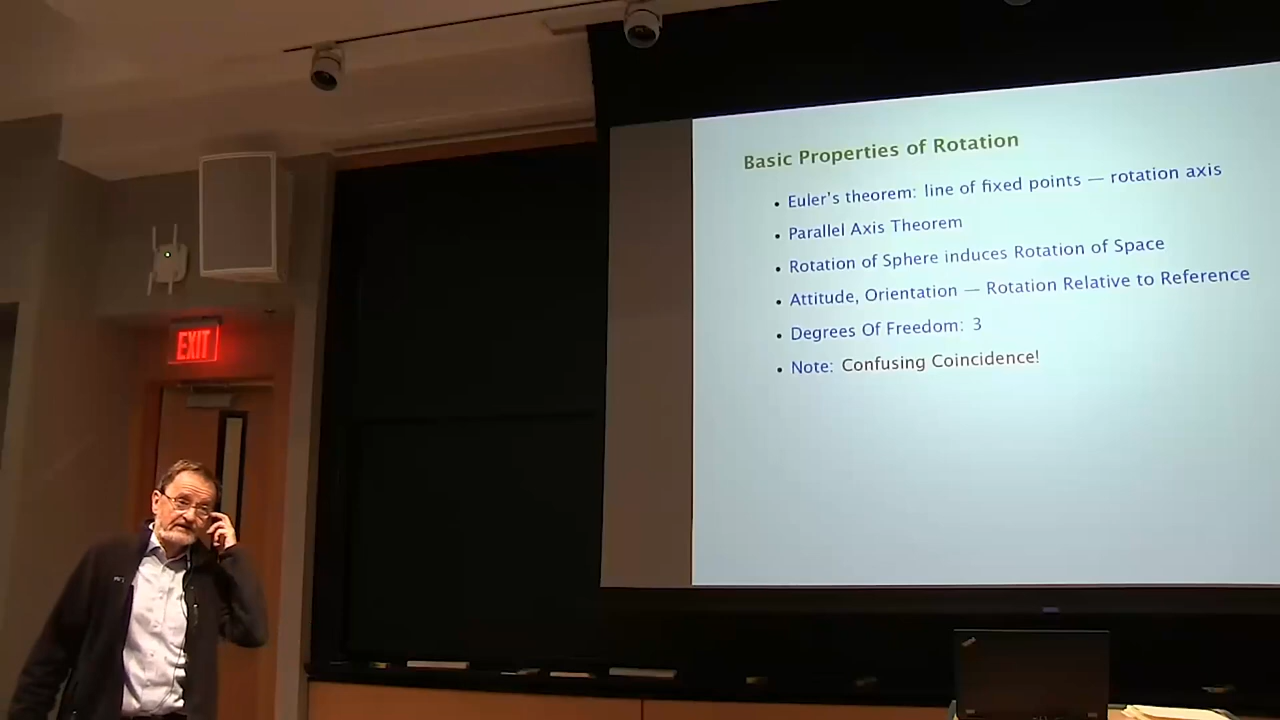 Basic Properties of Rotation
• Euler's theorem: line of fixed points — rotation axis
• Parallel Axis Theorem
• Rotation of Sphere induces Rotation of Space
• Attitude, Orientation — Rotation Relative to Reference
• Degrees Of Freedom: 3
• Note: Confusing Coincidence!
EXIT